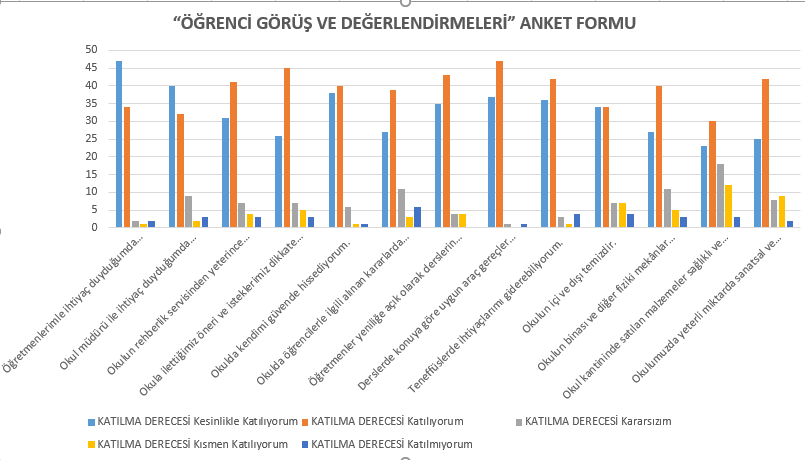 “ÖĞRENCİ GÖRÜŞ VE DEĞERLENDİRMELERİ” ANKET FORMU
50
45
40
35
30
25
20
15
10
5
0
Öğretmenlerimle ihtiyaç duyduğumda...
Okul müdürü ile ihtiyaç duyduğumda...
Okulun rehberlik servisinden yeterince...
Okula ilettiğimiz öneri ve isteklerimiz dikkate...
Okulda kendimi güvende hissediyorum.
Okulda öğrencilerle ilgili alınan kararlarda...
Öğretmenler yeniliğe açık olarak derslerin...
Derslerde konuya göre uygun araç gereçler...
Teneffüslerde ihtiyaçlarımı giderebiliyorum.
Okulun içi ve dışı temizdir.
Okulun binası ve diğer fiziki mekânlar...
Okul kantininde satılan malzemeler sağlıklı ve...
Okulumuzda yeterli miktarda sanatsal ve...
KATILMA DERECESİ Kesinlikle Katılıyorum
KATILMA DERECESİ Katılıyorum
KATILMA DERECESİ Kararsızım
KATILMA DERECESİ Kısmen Katılıyorum
KATILMA DERECESİ Katılmıyorum